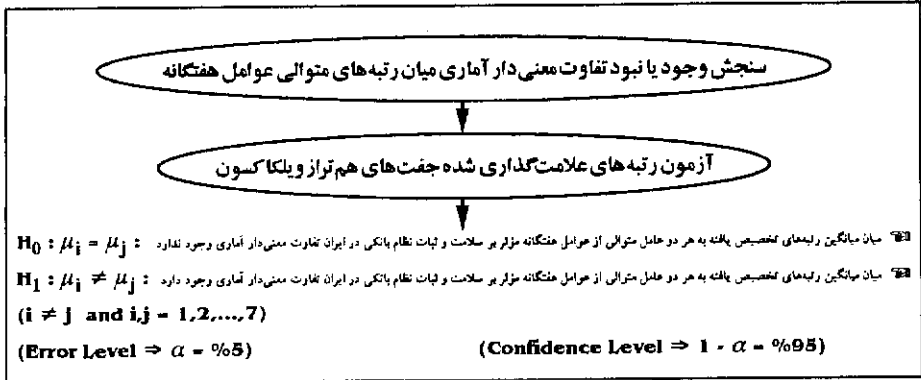 سنجش وجود یا نبود تفاوت معنی‌دار آماری میان رتبه‌های متوالی عوامل هفتگانه
آزمون رتبه‌های علامت‌گذاری شده جفت‌های هم‌تراز ویلکاکسون
میان میانگین رتبه‌های تخصیص یافته به هر دو عامل متوالی از عوامل هفتگانه مؤثر بر سلامت و ثبات نظام بانکی در ایران تفاوت معنی‌دار آماری وجود ندارد : H₀ : μi = μj
میان میانگین رتبه‌های تخصیص یافته به هر دو عامل متوالی از عوامل هفتگانه مؤثر بر سلامت و ثبات نظام بانکی در ایران تفاوت معنی‌دار آماری وجود دارد : H₁ : μi ≠ μj
(i ≠ j and i,j = 1,2,...,7)
(Error Level ⇒ α = %5) (Confidence Level ⇒ 1 - α = %95)